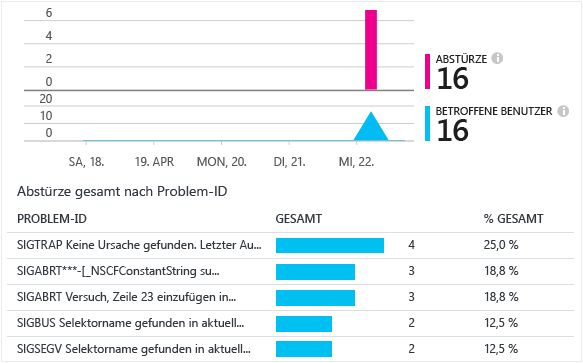 6
4
2
0
20
10
0
SA, 18.
19. APR
MON, 20.
DI, 21.
MI, 22.
ABSTÜRZE
16
BETROFFENE BENUTZER
16
Abstürze gesamt nach Problem-ID
PROBLEM-ID GESAMT % GESAMT
SIGTRAP Keine Ursache gefunden. Letzter Au... 4 25,0 %
SIGABRT***-[_NSCFConstantString su... 3 18,8 %
SIGABRT Versuch, Zeile 23 einzufügen in... 3 18,8 %
SIGBUS Selektorname gefunden in aktuell... 2 12,5 %
SIGSEGV Selektorname gefunden in aktuell... 2 12,5 %